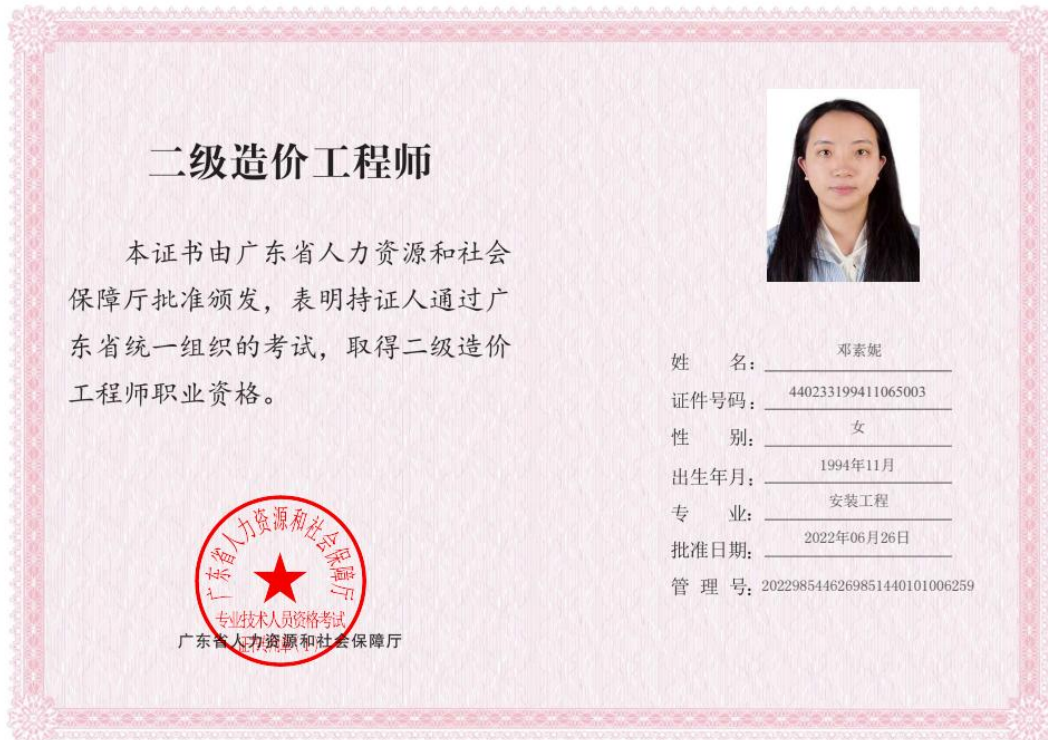 二级造价工程师
本证书由广东省人力资源和社会
保障厅批准颁发，表明持证人通过广
东省统一组织的考试，取得二级造价
工程师职业资格。
广东省人力资源和社会保障厅
专业技术人员资格考试
广东省人力资源和社会保障厅
姓 名：邓素妮
证件号码：440233199411065003
性 别：女
出生年月：1994年11月
专 业：安装工程
批准日期：2022年06月26日
管 理 号：2022985446269851440101006259